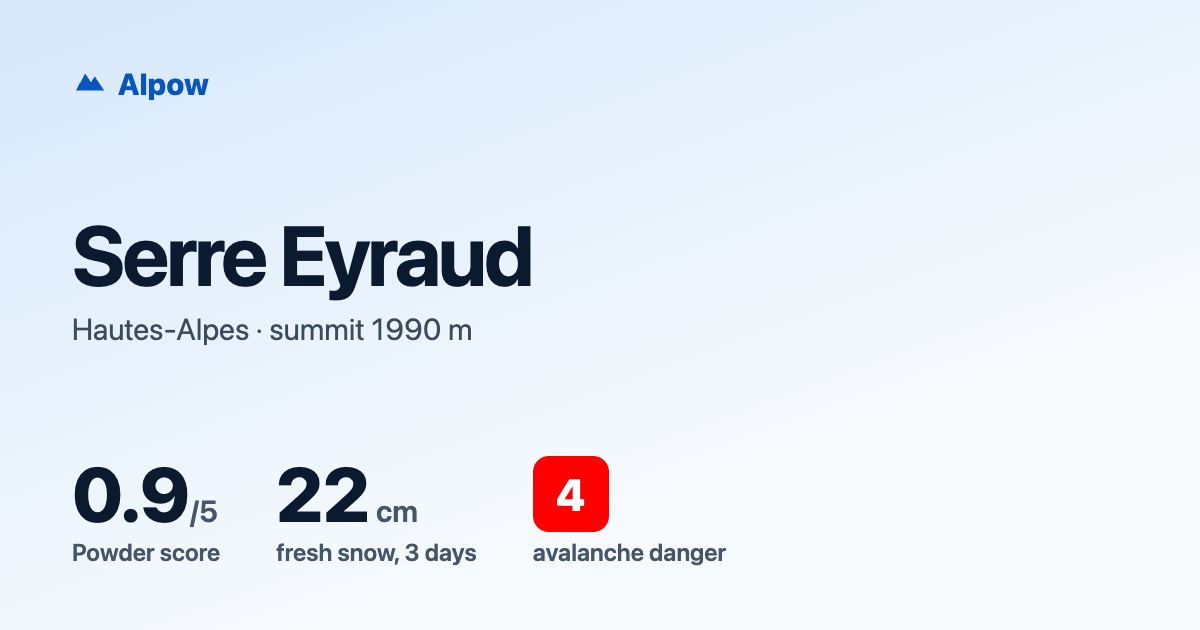 Alpow
Serre Eyraud
Hautes-Alpes · summit 1990 m
0.9/5 22 cm 4
Powder score fresh snow, 3 days avalanche danger